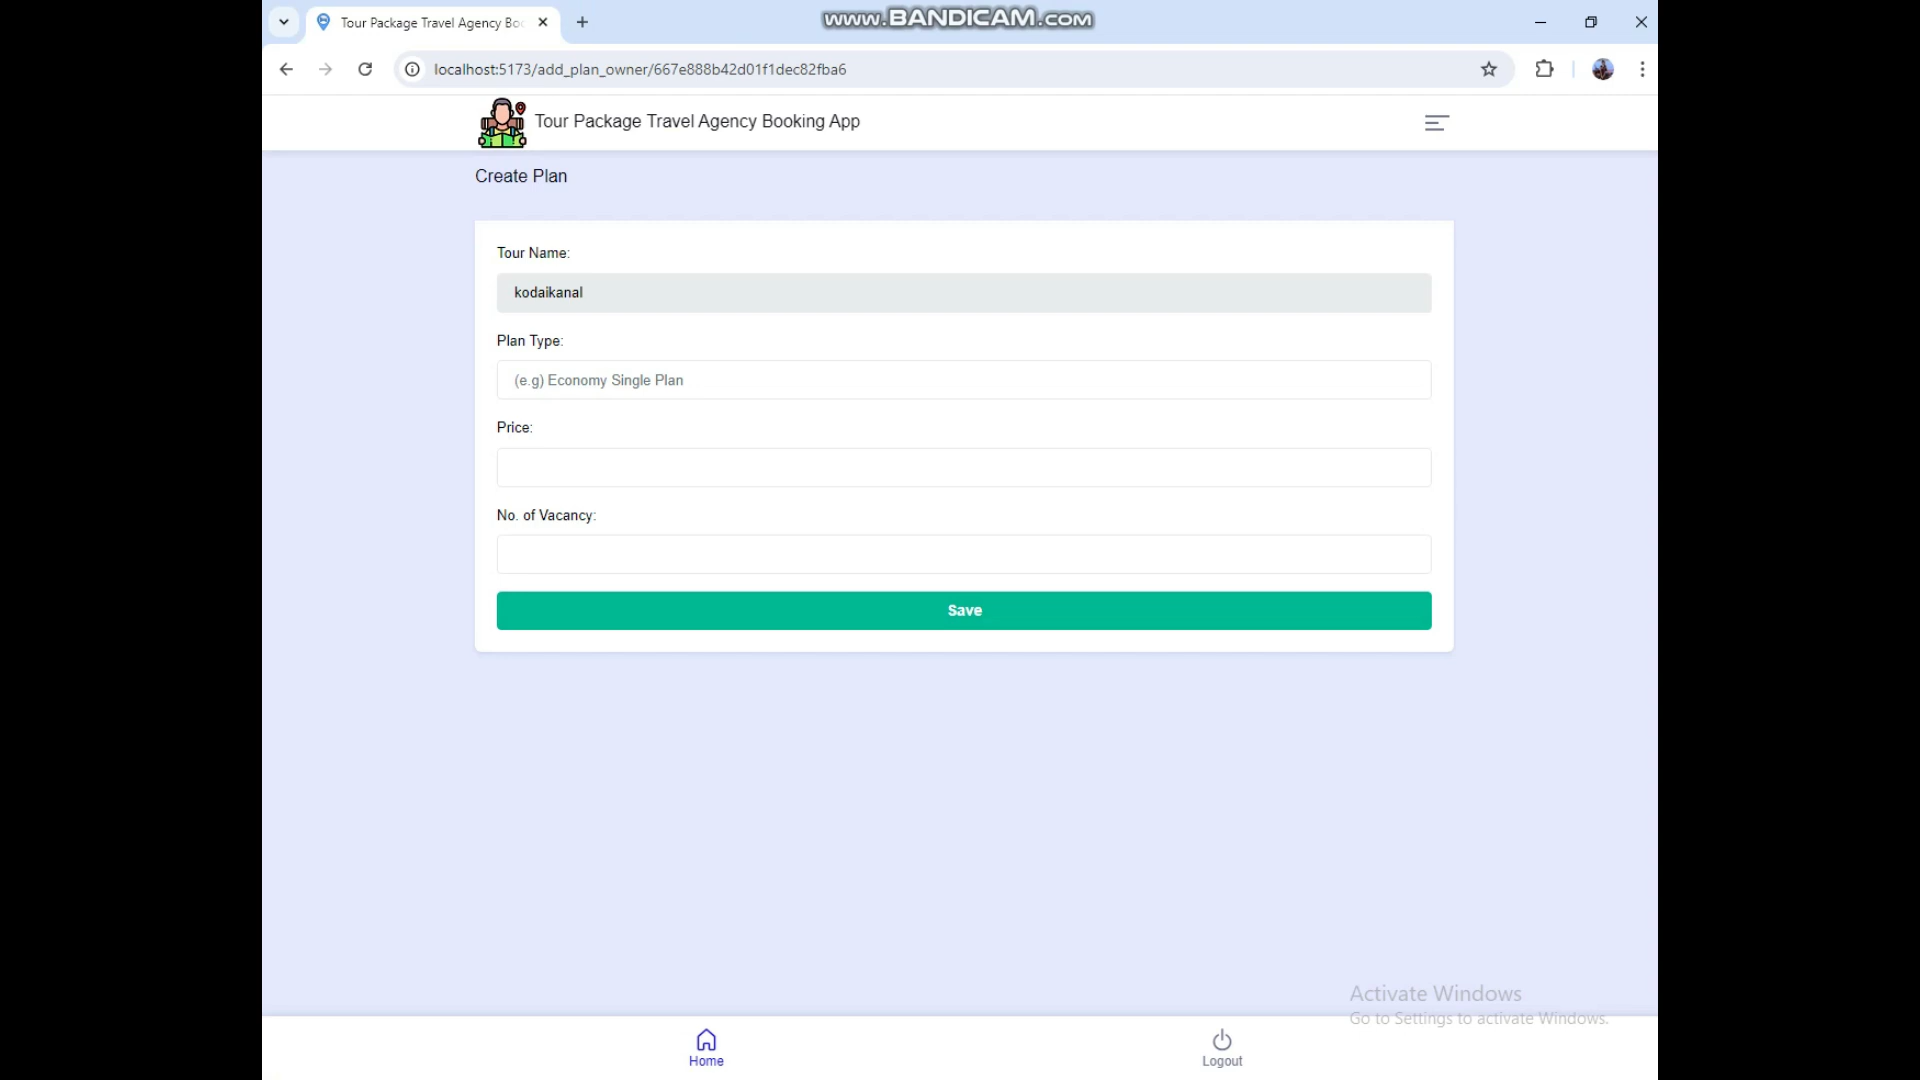 Tour Package Travel Agency Boo
www.BANDICAM.com
localhost:5173/add_plan_owner/667e888b42d01f1dec82fba6
Tour Package Travel Agency Booking App
Create Plan
Tour Name:
kodaikanal
Plan Type:
(e.g) Economy Single Plan
Price:
No. of Vacancy:
Save
Activate Windows
Go to Settings to activate Windows.
Home
Logout